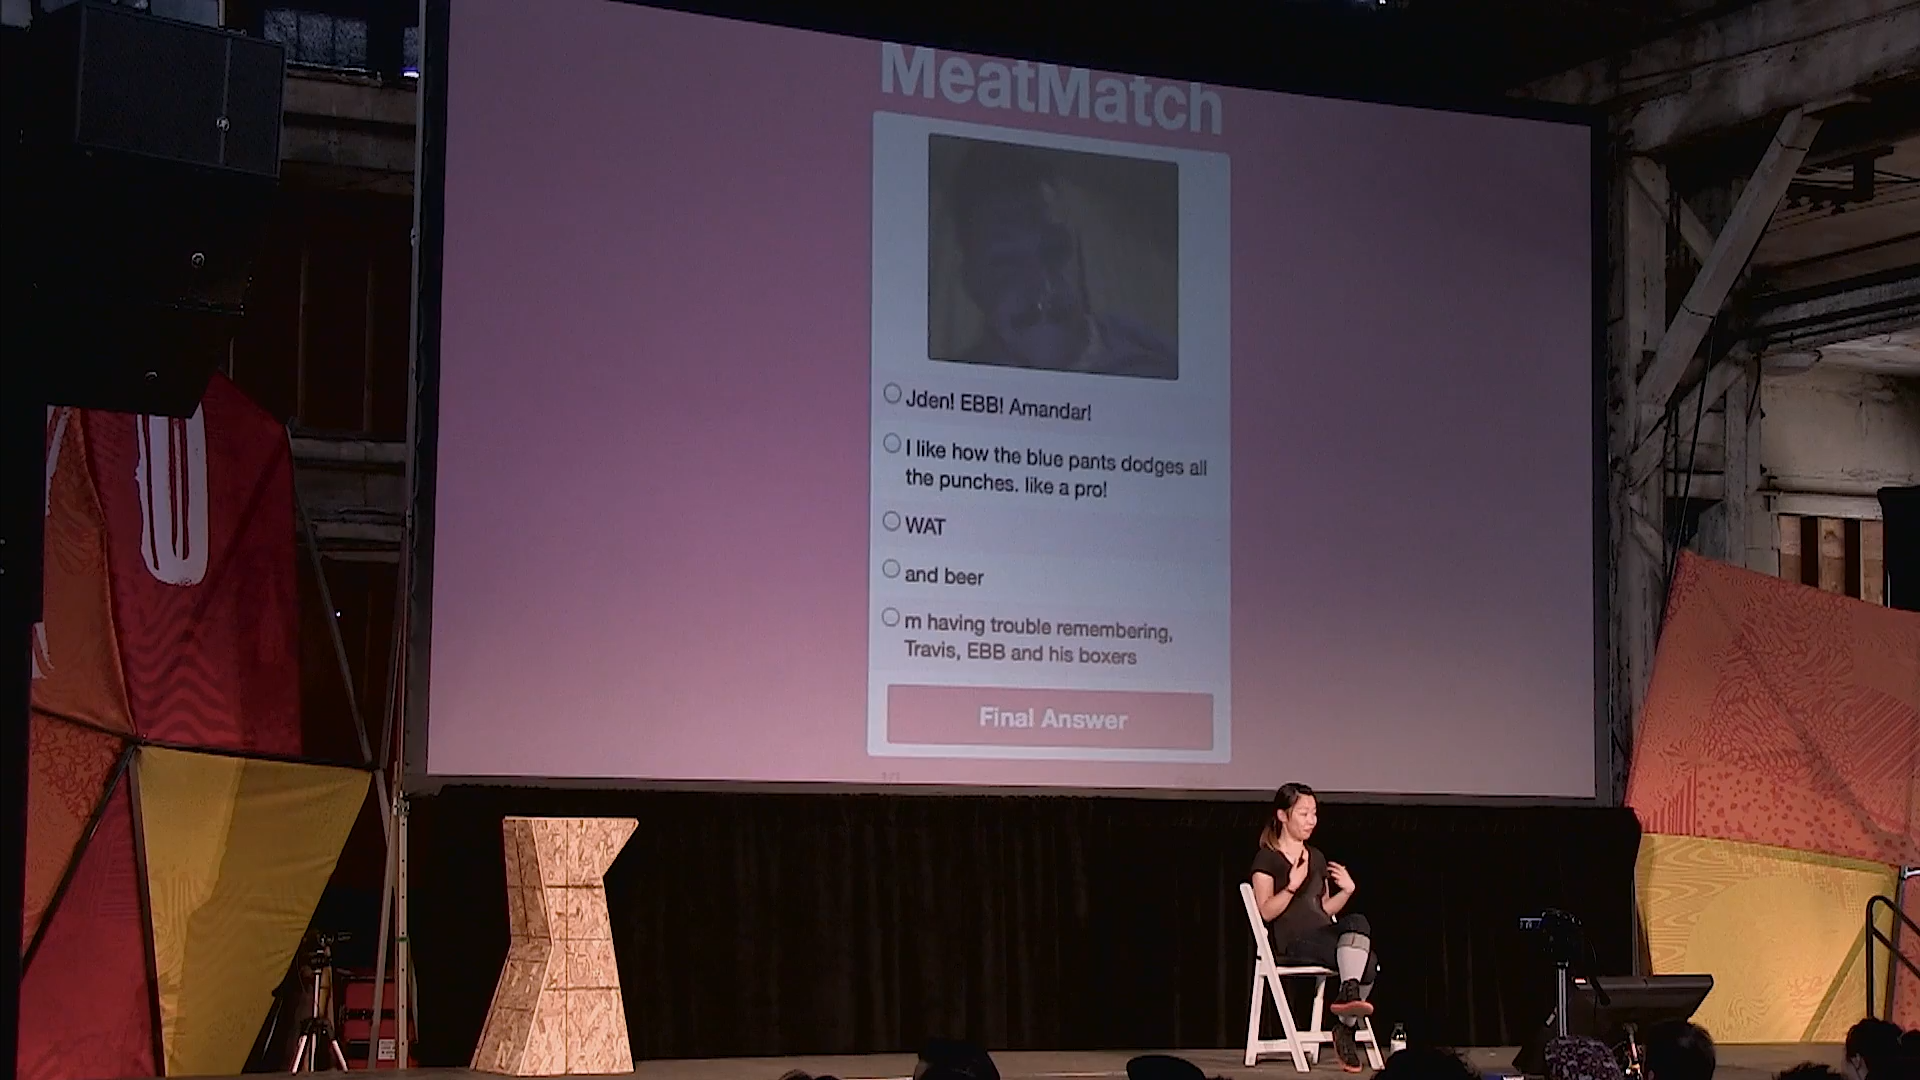 MeatMatch
Jden! EBB! Amandar!
I like how the blue pants dodges all
the punches. like a pro!
WAT
and beer
m having trouble remembering,
Travis, EBB and his boxers
Final Answer